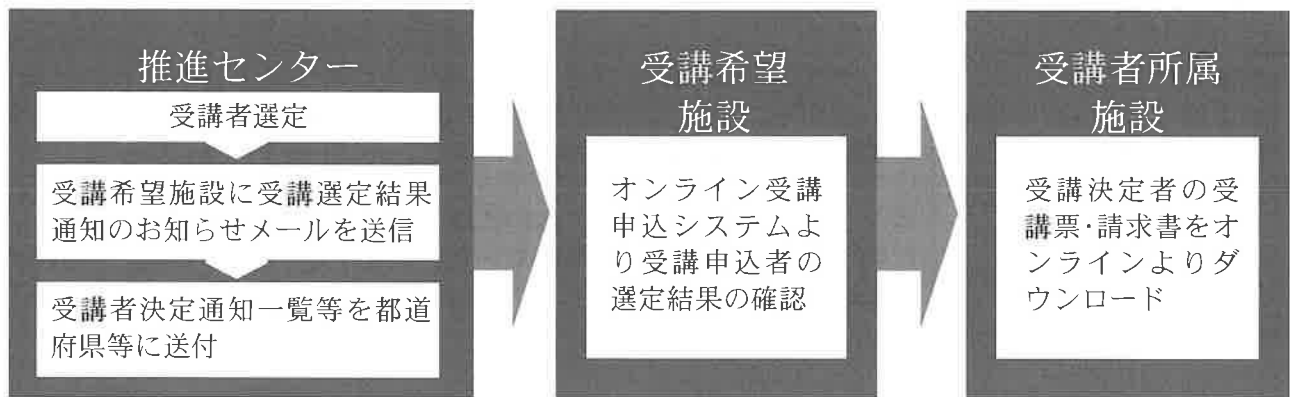 推進センター
受講者選定
受講希望施設に受講選定結果
通知のお知らせメールを送信
受講者決定通知一覧等を都道
府県等に送付
受講希望
施設
オンライン受講
申込システムよ
り受講申込者の
選定結果の確認
受講者所属
施設
受講決定者の受
講票・請求書をオ
ンラインよりダ
ウンロード